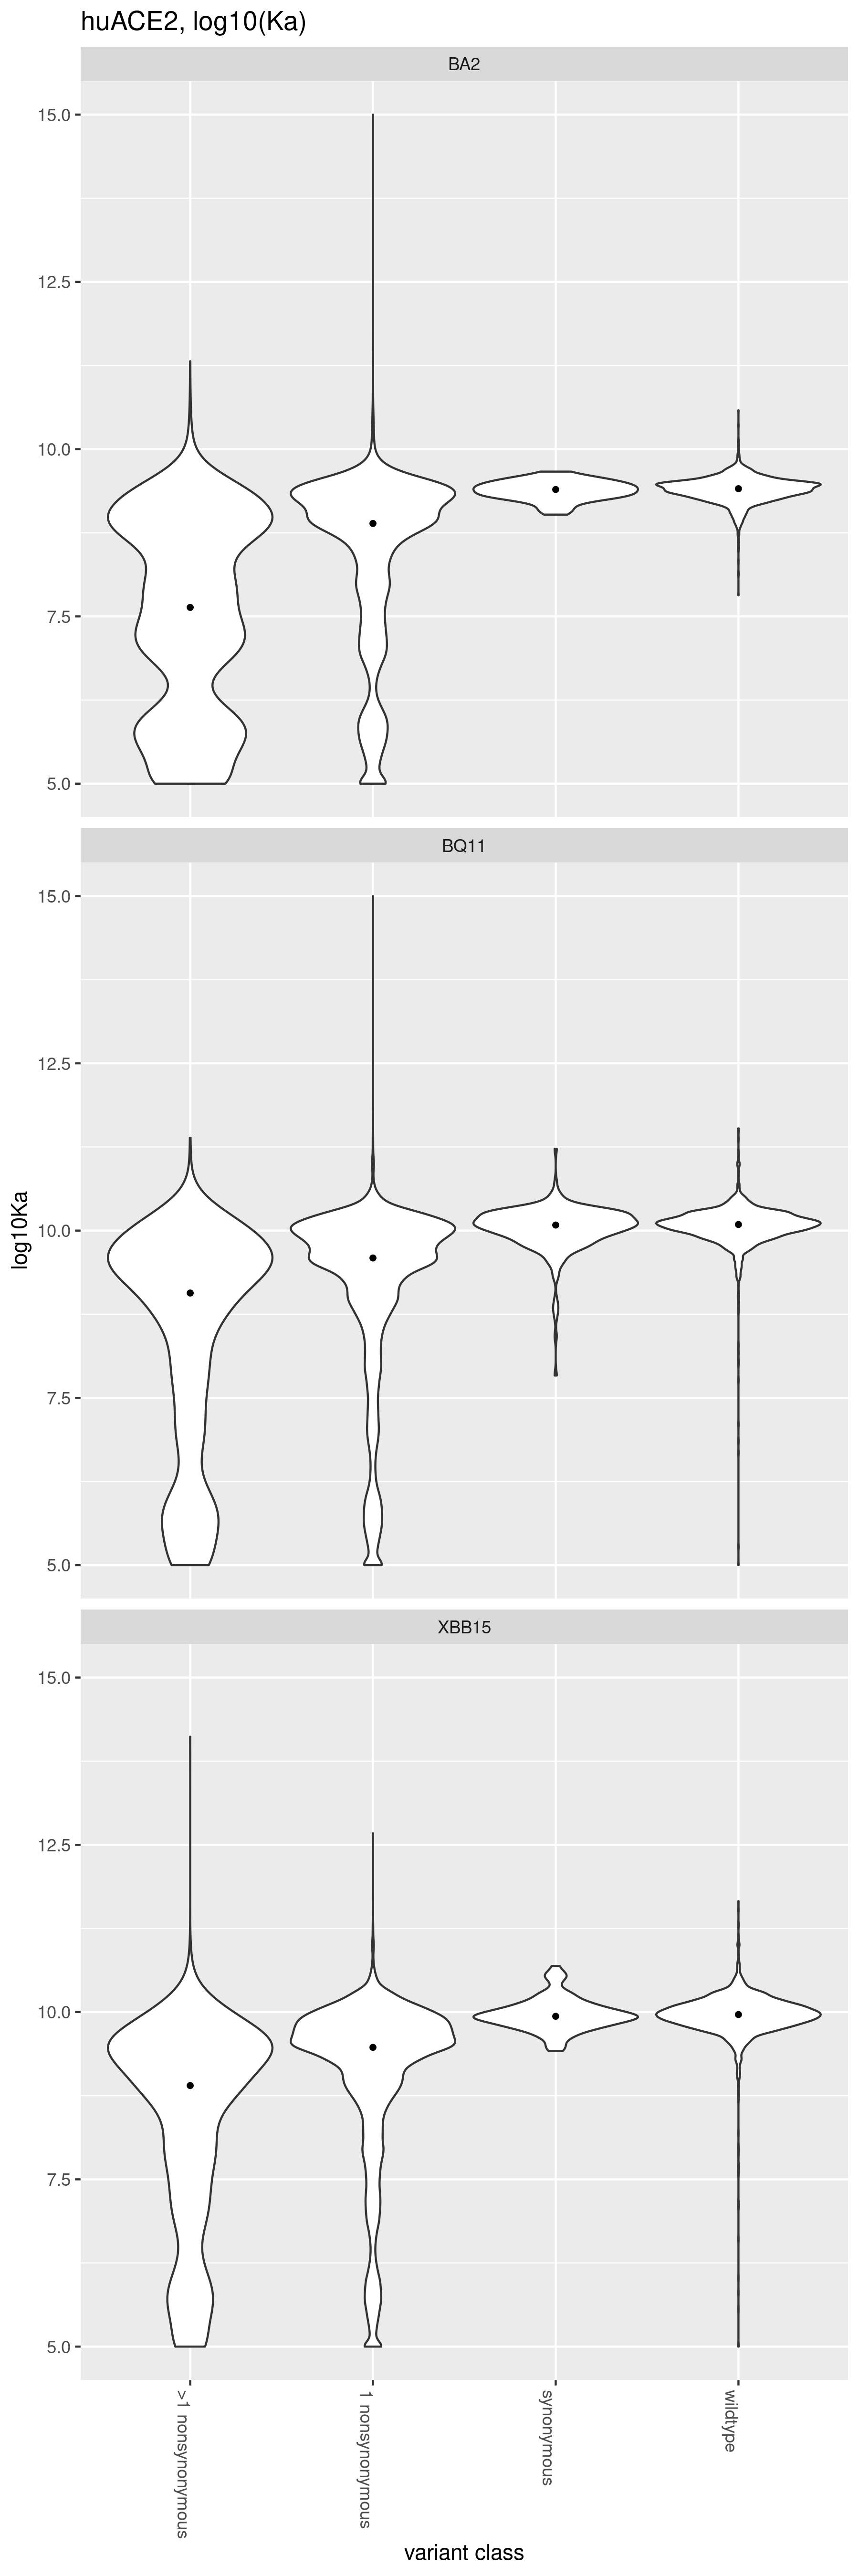 huACE2, log10(Ka)
BA2
15.0
12.5
10.0
7.5
5.0
BQ11
15.0
12.5
10.0
7.5
5.0
log10Ka
XBB15
15.0
12.5
10.0
7.5
5.0
>1 nonsynonymous
1 nonsynonymous
synonymous
wildtype
variant class